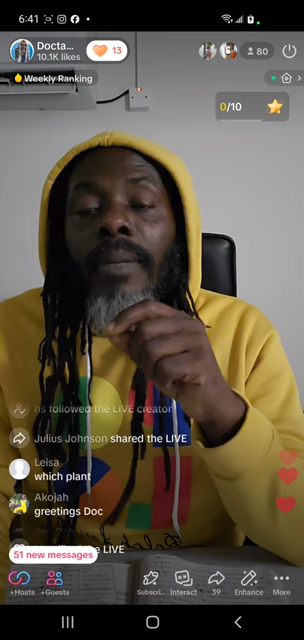 6:41
Docta...
10.1K likes
13
80
Weekly Ranking
0/10
ns followed the LIVE creator
Julius Johnson shared the LIVE
Leisa
which plant
Akojah
greetings Doc
51 new messages
the LIVE
+Hosts
+Guests
Subscri...
Interact
39
Enhance
More